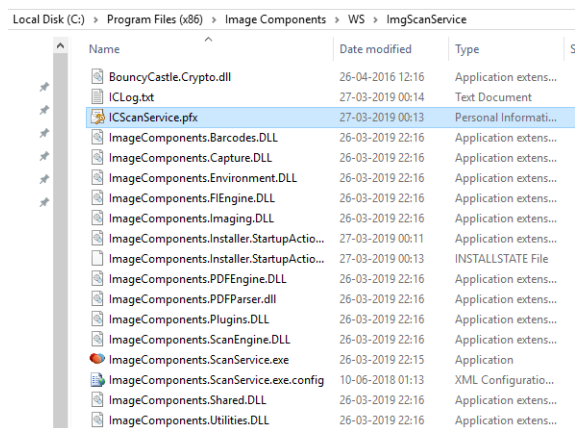 Local Disk (C:) > Program Files (x86) > Image Components > WS > ImgScanService
Name Date modified Type S
BouncyCastle.Crypto.dll 26-04-2016 12:16 Application extens...
ICLog.txt 27-03-2019 00:14 Text Document
ICScanService.pfx 27-03-2019 00:13 Personal Informati...
ImageComponents.Barcodes.DLL 26-03-2019 22:16 Application extens...
ImageComponents.Capture.DLL 26-03-2019 22:16 Application extens...
ImageComponents.Environment.DLL 26-03-2019 22:16 Application extens...
ImageComponents.FIEngine.DLL 26-03-2019 22:16 Application extens...
ImageComponents.Imaging.DLL 26-03-2019 22:16 Application extens...
ImageComponents.Installer.StartupActio... 27-03-2019 00:11 Application extens...
ImageComponents.Installer.StartupActio... 27-03-2019 00:13 INSTALLSTATE File
ImageComponents.PDFEngine.DLL 26-03-2019 22:16 Application extens...
ImageComponents.PDFParser.dll 26-03-2019 22:16 Application extens...
ImageComponents.Plugins.DLL 26-03-2019 22:16 Application extens...
ImageComponents.ScanEngine.DLL 26-03-2019 22:16 Application extens...
ImageComponents.ScanService.exe 26-03-2019 22:15 Application
ImageComponents.ScanService.exe.config 10-06-2018 01:13 XML Configuratio...
ImageComponents.Shared.DLL 26-03-2019 22:16 Application extens...
ImageComponents.Utilities.DLL 26-03-2019 22:16 Application extens...